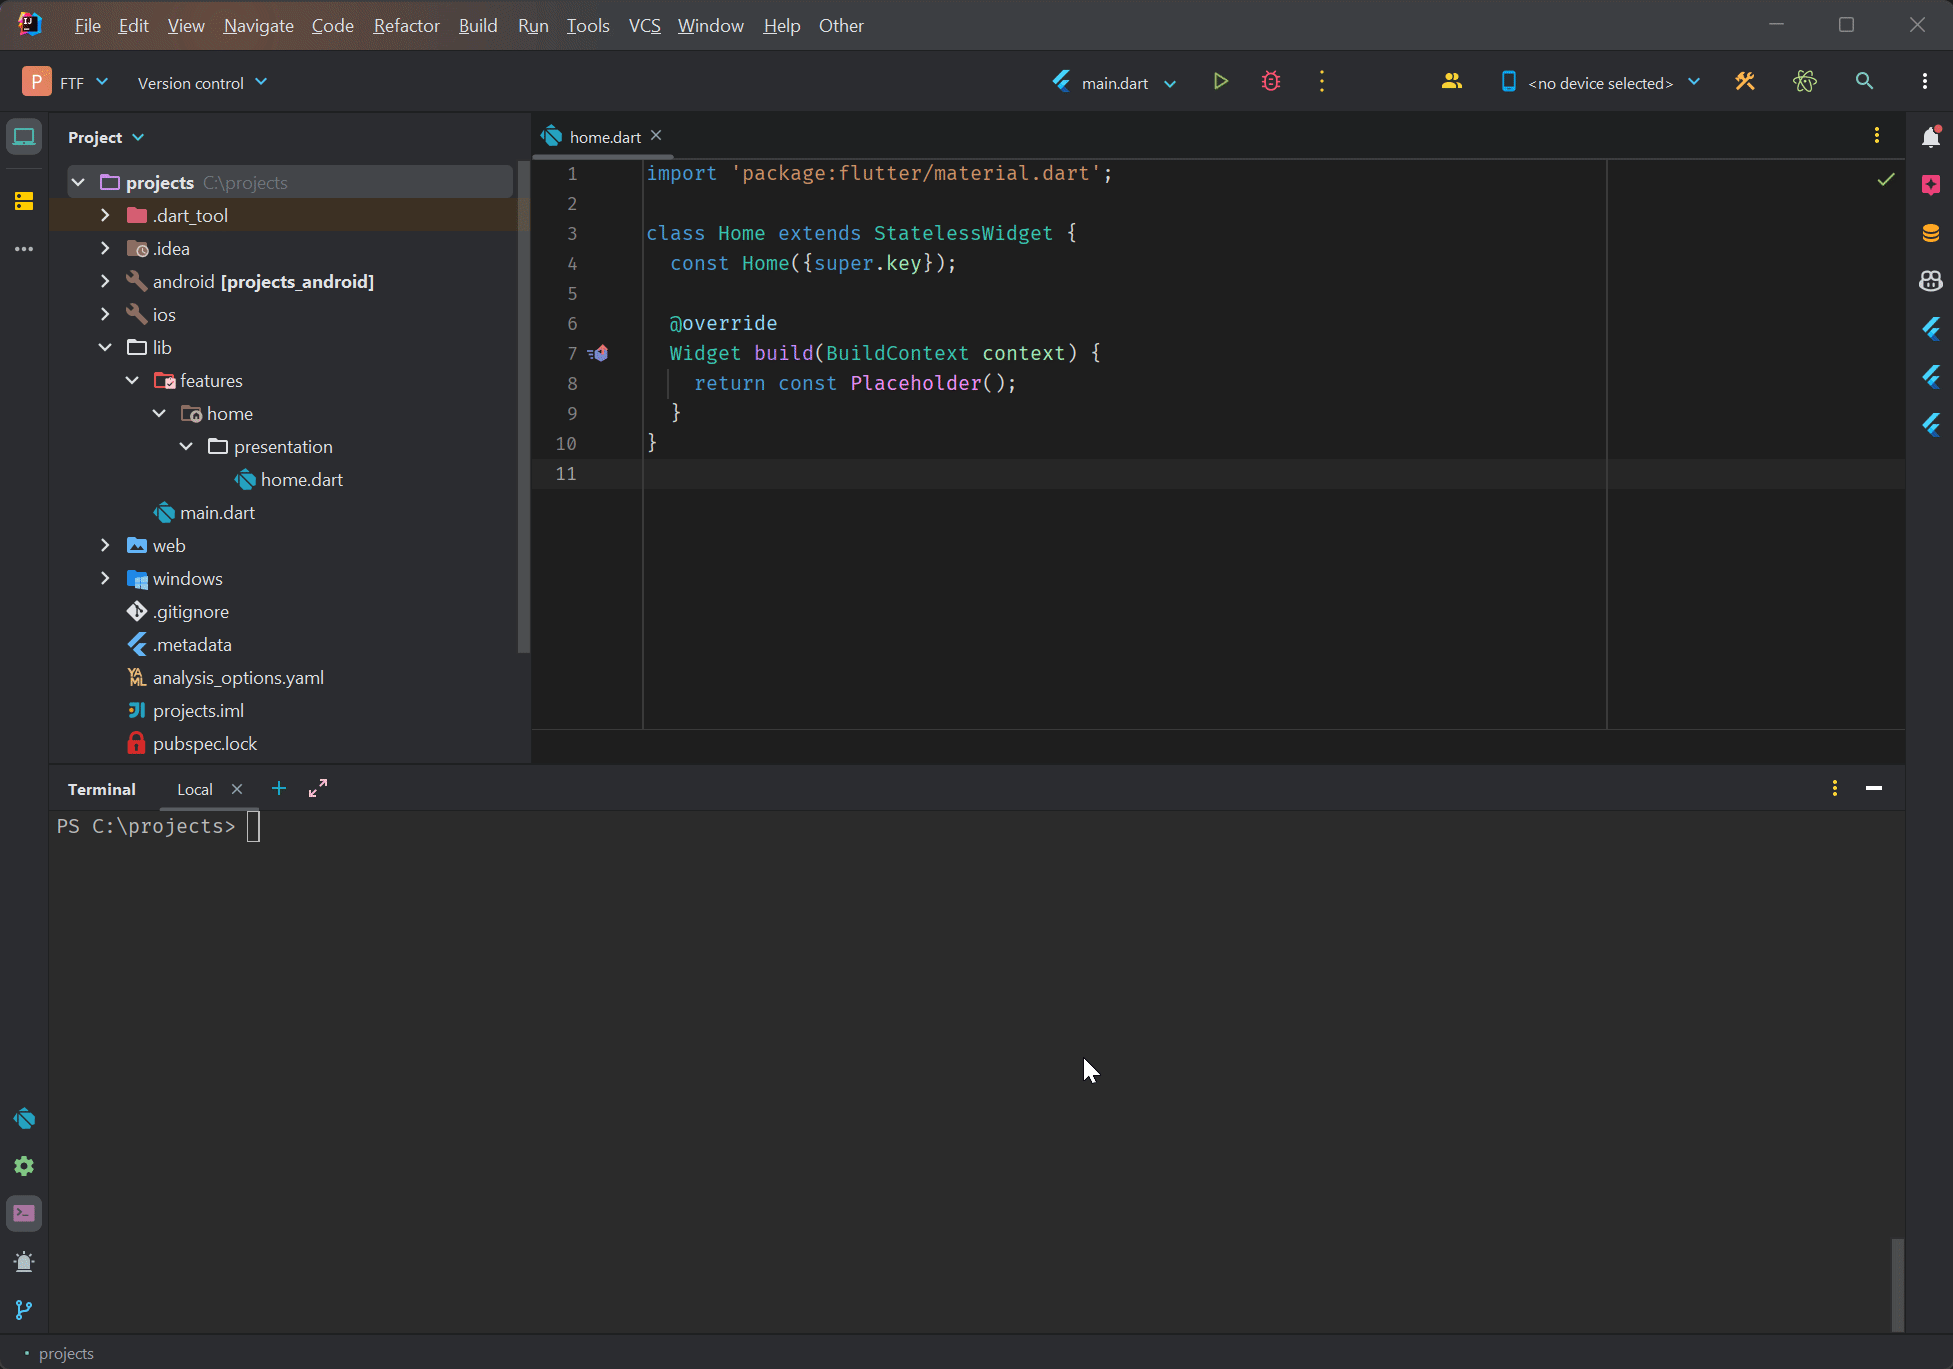 File Edit View Navigate Code Refactor Build Run Tools VCS Window Help Other
P FTF Version control main.dart <no device selected>
Project
home.dart
projects C:\projects
.dart_tool
.idea
android [projects_android]
ios
lib
features
home
presentation
home.dart
main.dart
web
windows
.gitignore
.metadata
YAML analysis_options.yaml
projects.iml
pubspec.lock
1 import 'package:flutter/material.dart';
2
3 class Home extends StatelessWidget {
4 const Home({super.key});
5
6 @override
7 Widget build(BuildContext context) {
8 return const Placeholder();
9 }
10 }
11
Terminal Local
PS C:\projects>
projects